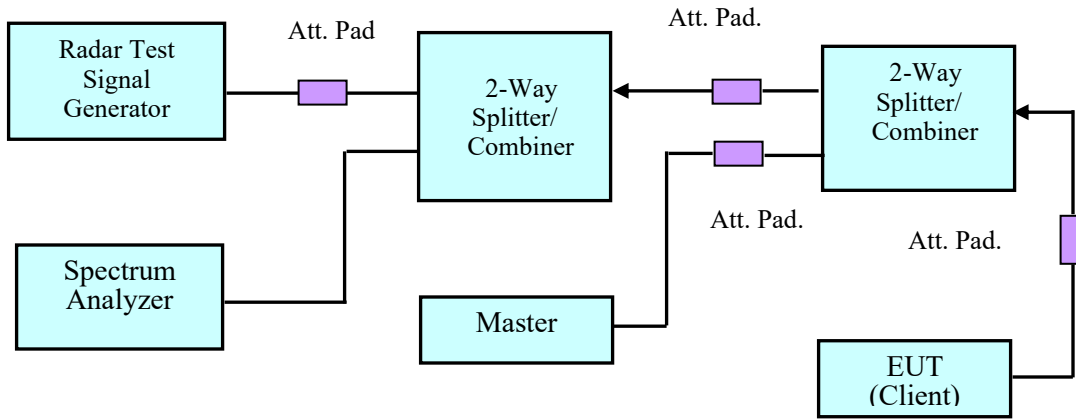 Att. Pad
Att. Pad.
Radar Test
Signal
Generator
2-Way
Splitter/
Combiner
2-Way
Splitter/
Combiner
Att. Pad.
Att. Pad.
Spectrum
Analyzer
Master
EUT
(Client)